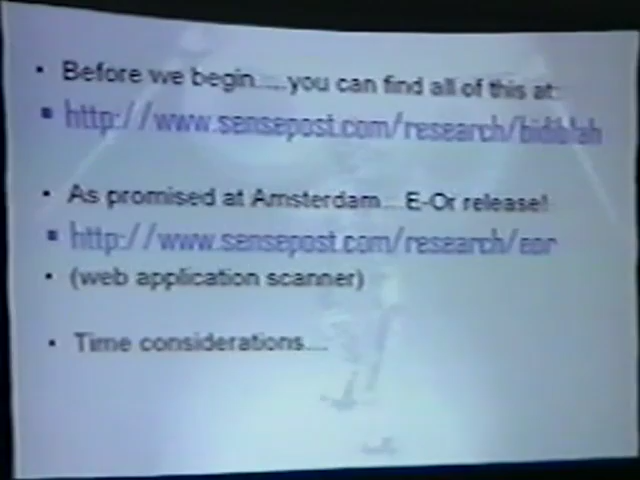 • Before we begin.....you can find all of this at:
▪ http://www.sensepost.com/research/bidiblah
• As promised at Amsterdam...E-Or release!
▪ http://www.sensepost.com/research/eor
• (web application scanner)
• Time considerations....